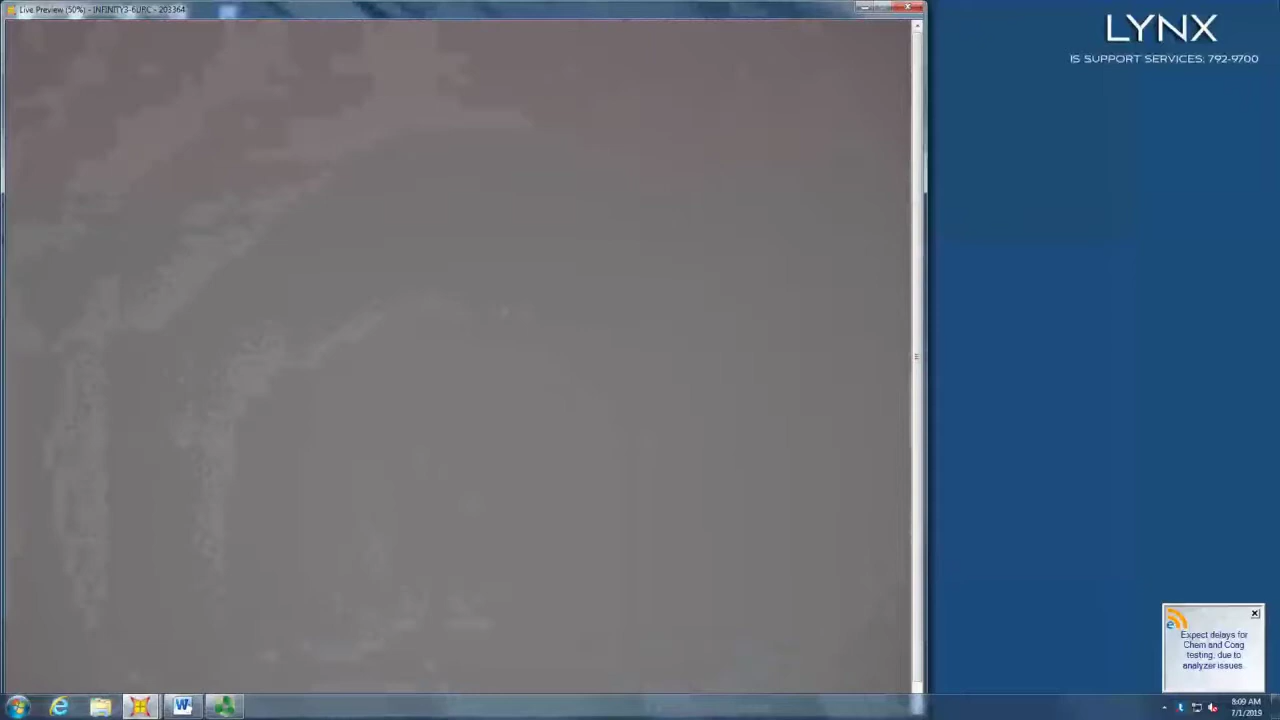 Live Preview (50%) - INFINITY3-6URC - 203364
LYNX
IS SUPPORT SERVICES: 792-9700
Expect delays for
Chem and Coag
testing, due to
analyzer issues
8:09 AM
7/1/2019